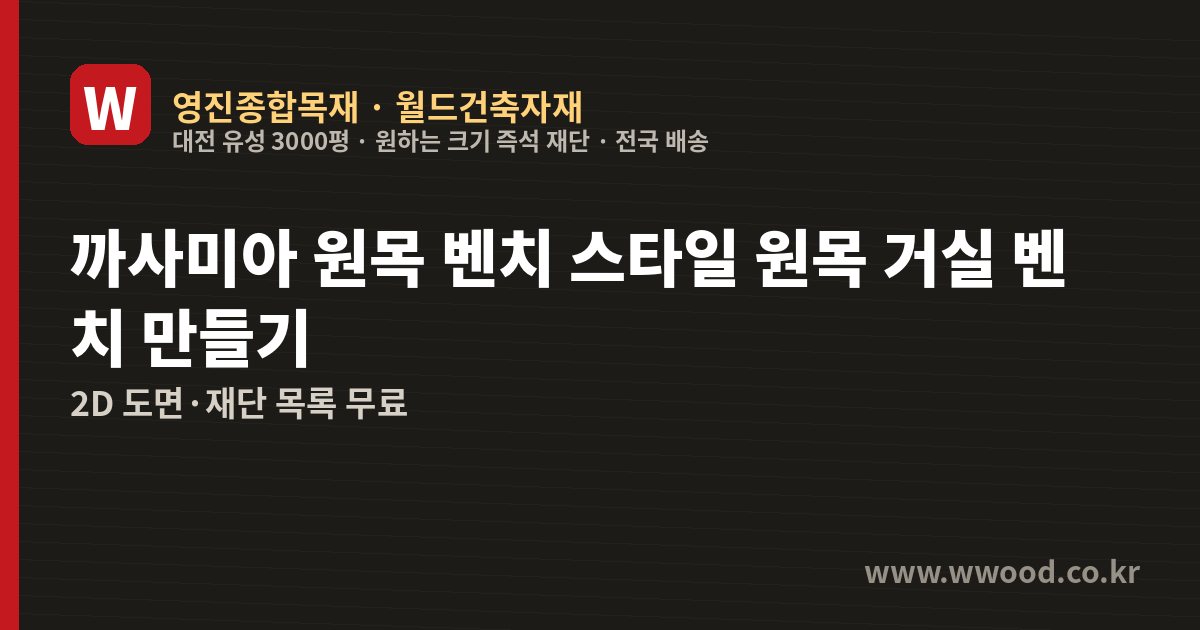 W
영진종합목재 · 월드건축자재
대전 유성 3000평 · 원하는 크기 즉석 재단 · 전국 배송
까사미아 원목 벤치 스타일 원목 거실 벤
치 만들기
2D 도면·재단 목록 무료
www.wwood.co.kr